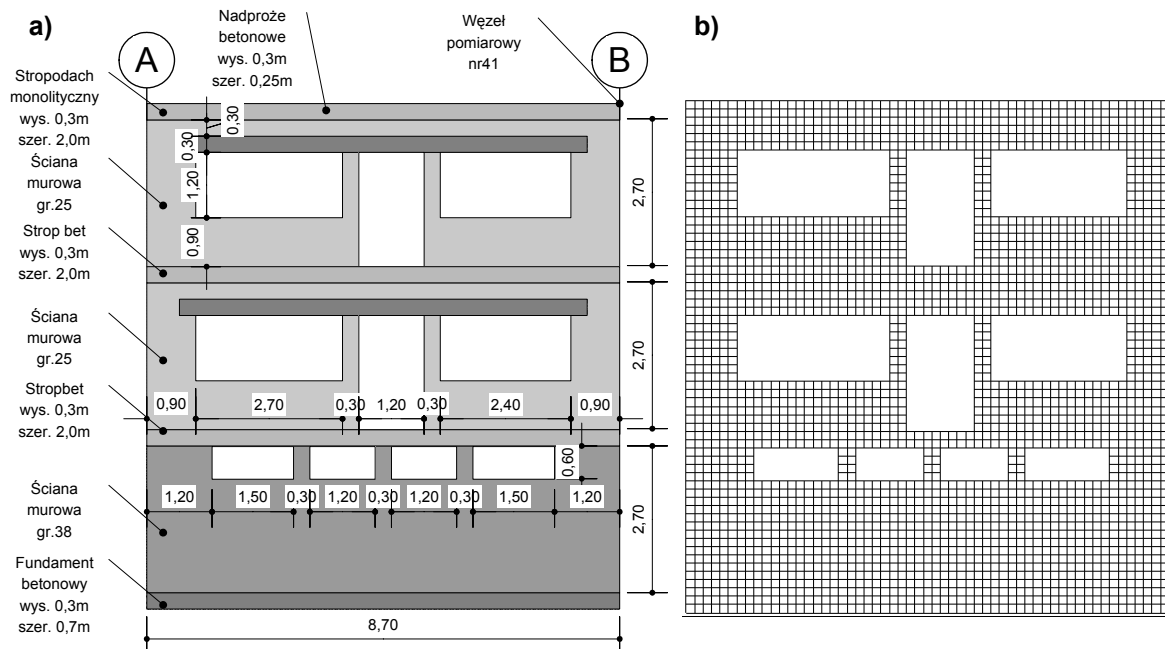 a)
A
Nadproże
betonowe
wys. 0,3m
szer. 0,25m
Węzeł
pomiarowy
nr41
B
b)
Stropodach
monolityczny
wys. 0,3m
szer. 2,0m
Ściana
murowa
gr.25
Strop bet
wys. 0,3m
szer. 2,0m
Ściana
murowa
gr.25
Stropbet
wys. 0,3m
szer. 2,0m
Ściana
murowa
gr.38
Fundament
betonowy
wys. 0,3m
szer. 0,7m
0,30
0,30
1,20
0,90
2,70
2,70
2,70
0,90 2,70 0,30 1,20 0,30 2,40 0,90
0,60
1,20 1,50 0,30 1,20 0,30 1,20 0,30 1,50 1,20
8,70